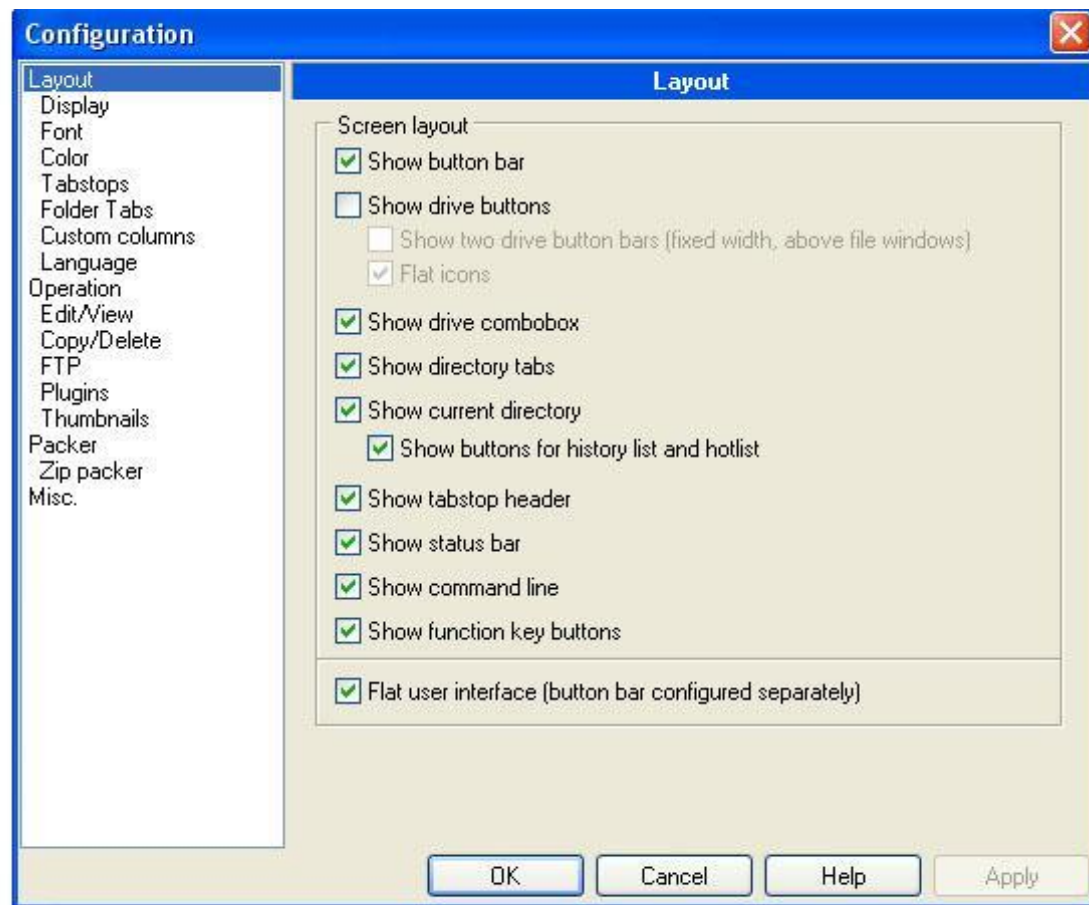 Configuration
Layout
Display
Font
Color
Tabstops
Folder Tabs
Custom columns
Language
Operation
Edit/View
Copy/Delete
FTP
Plugins
Thumbnails
Packer
Zip packer
Misc.
Layout
Screen layout
Show button bar
Show drive buttons
Show two drive button bars (fixed width, above file windows)
Flat icons
Show drive combobox
Show directory tabs
Show current directory
Show buttons for history list and hotlist
Show tabstop header
Show status bar
Show command line
Show function key buttons
Flat user interface (button bar configured separately)
OK Cancel Help Apply